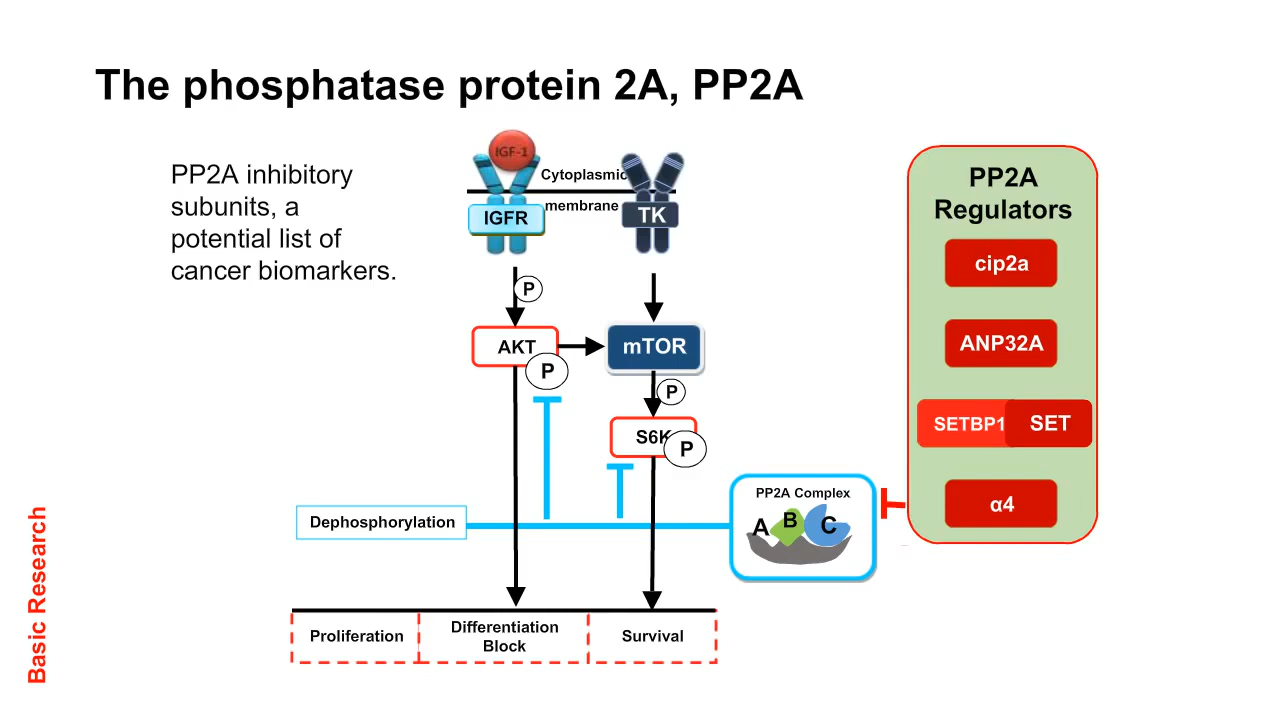 The phosphatase protein 2A, PP2A
PP2A inhibitory
subunits, a
potential list of
cancer biomarkers.
IGF-1
Cytoplasmic
membrane
IGFR
TK
P
AKT
P
mTOR
P
S6K
P
Dephosphorylation
PP2A Complex
A
B
C
PP2A
Regulators
cip2a
ANP32A
SETBP1
SET
α4
Proliferation
Differentiation
Block
Survival
Basic Research